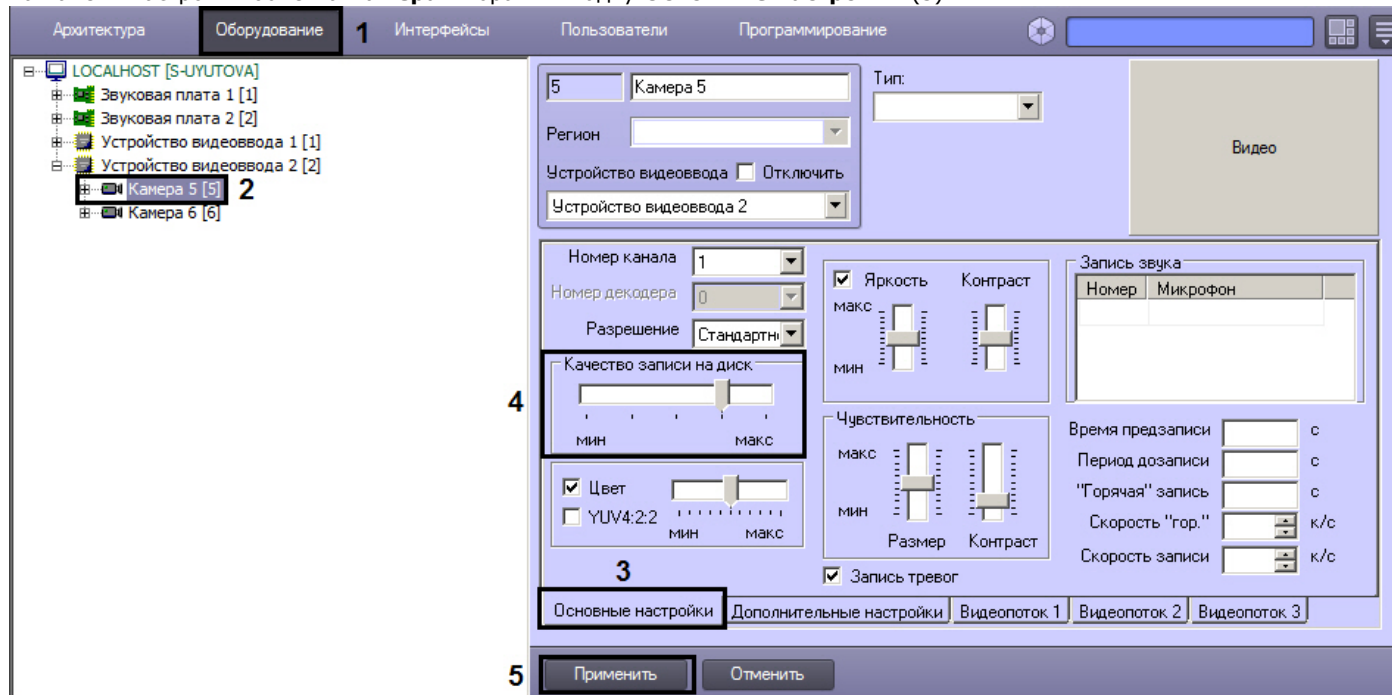 Архитектура Оборудование 1 Интерфейсы Пользователи Программирование
LOCALHOST [S-UYUTOVA]
Звуковая плата 1 [1]
Звуковая плата 2 [2]
Устройство видеоввода 1 [1]
Устройство видеоввода 2 [2]
Камера 5 [5] 2
Камера 6 [6]
5 Камера 5
Тип:
Регион
Устройство видеоввода Отключить
Устройство видеоввода 2
Видео
Номер канала 1
Номер декодера 0
Разрешение Стандартн
4
Качество записи на диск
мин макс
Цвет
YUV4:2:2
мин макс
Яркость Контраст
макс
мин
Чувствительность
макс
мин
Размер Контраст
Запись тревог
Запись звука
Номер Микрофон
Время предзаписи с
Период дозаписи с
"Горячая" запись с
Скорость "гор." к/с
Скорость записи к/с
3
Основные настройки Дополнительные настройки Видеопоток 1 Видеопоток 2 Видеопоток 3
5 Применить Отменить